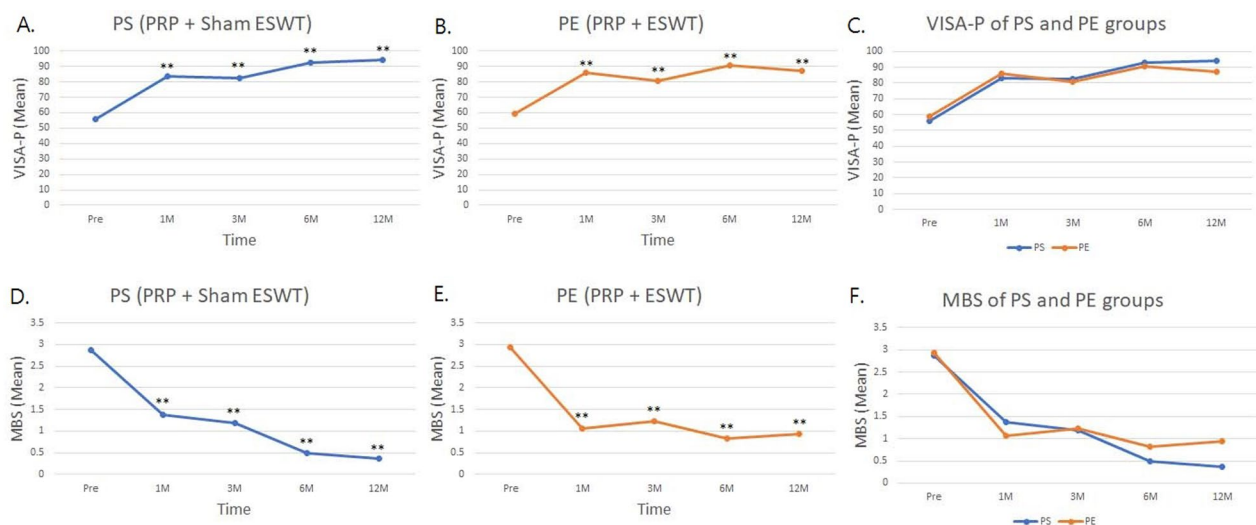 A.
PS (PRP + Sham ESWT)
100
90
80
70
60
50
40
30
20
10
0
VISA-P (Mean)
**
**
**
**
Pre 1M 3M 6M 12M
Time
B.
PE (PRP + ESWT)
100
90
80
70
60
50
40
30
20
10
0
VISA-P (Mean)
**
**
**
**
Pre 1M 3M 6M 12M
Time
C.
VISA-P of PS and PE groups
100
90
80
70
60
50
40
30
20
10
0
VISA-P (Mean)
Pre 1M 3M 6M 12M
PS PE
D.
PS (PRP + Sham ESWT)
3.5
3
2.5
2
1.5
1
0.5
0
MBS (Mean)
**
**
**
**
Pre 1M 3M 6M 12M
Time
E.
PE (PRP + ESWT)
3.5
3
2.5
2
1.5
1
0.5
0
MBS (Mean)
**
**
**
**
Pre 1M 3M 6M 12M
Time
F.
MBS of PS and PE groups
3.5
3
2.5
2
1.5
1
0.5
0
MBS (Mean)
Pre 1M 3M 6M 12M
PS PE